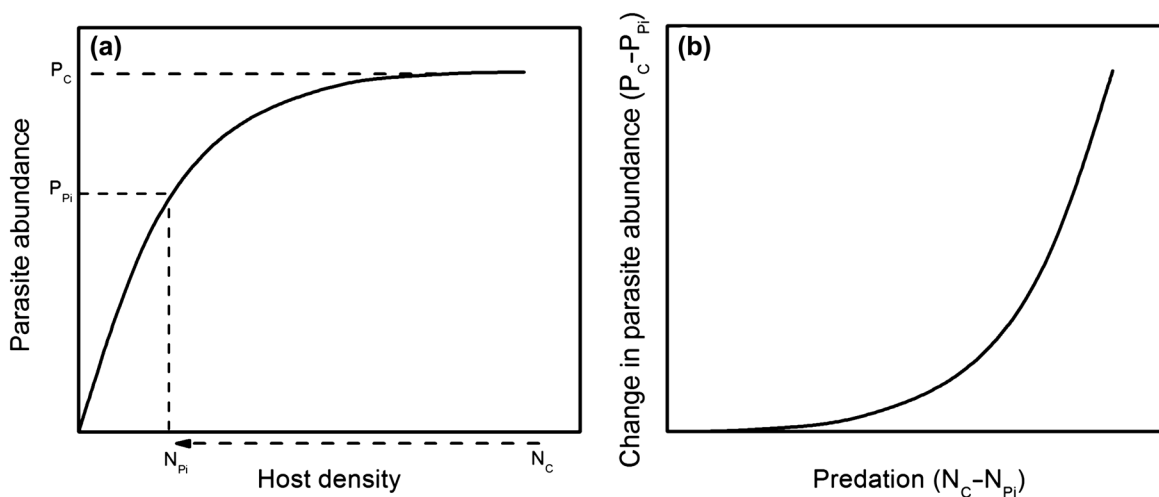 (a)
P_C
P_Pi
Parasite abundance
N_Pi
N_C
Host density
(b)
Change in parasite abundance (P_C–P_Pi)
Predation (N_C–N_Pi)